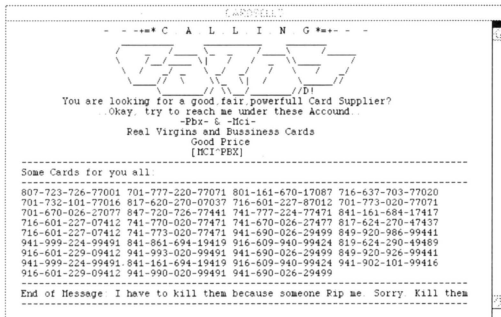 CARDSELLT
- - -+=* C . A . L . L . I . N . G *=+- - -
You are looking for a good,fair,powerfull Card Supplier?
..Okay, try to reach me under these Accound..
-Pbx- & -Mci-
Real Virgins and Bussiness Cards
Good Price
[MCI^PBX]
Some Cards for you all:
807-723-726-77001 701-777-220-77071 801-161-670-17087 716-637-703-77020
701-732-101-77016 817-620-270-07037 716-601-227-87012 701-773-020-77071
701-670-026-27077 847-720-726-77441 741-777-224-77471 841-161-684-17417
716-601-227-07412 741-770-020-77471 741-670-026-27477 817-624-270-47437
716-601-227-07412 741-773-020-77471 941-690-026-29499 849-920-986-99441
941-999-224-99491 841-861-694-19419 916-609-940-99424 819-624-290-49489
916-601-229-09412 941-993-020-99491 941-690-026-29499 849-920-926-99441
941-999-224-99491 841-161-694-19419 916-609-940-99424 941-902-101-99416
916-601-229-09412 941-990-020-99491 941-690-026-29499
End of Message I have to kill them because someone Rip me. Sorry Kill them